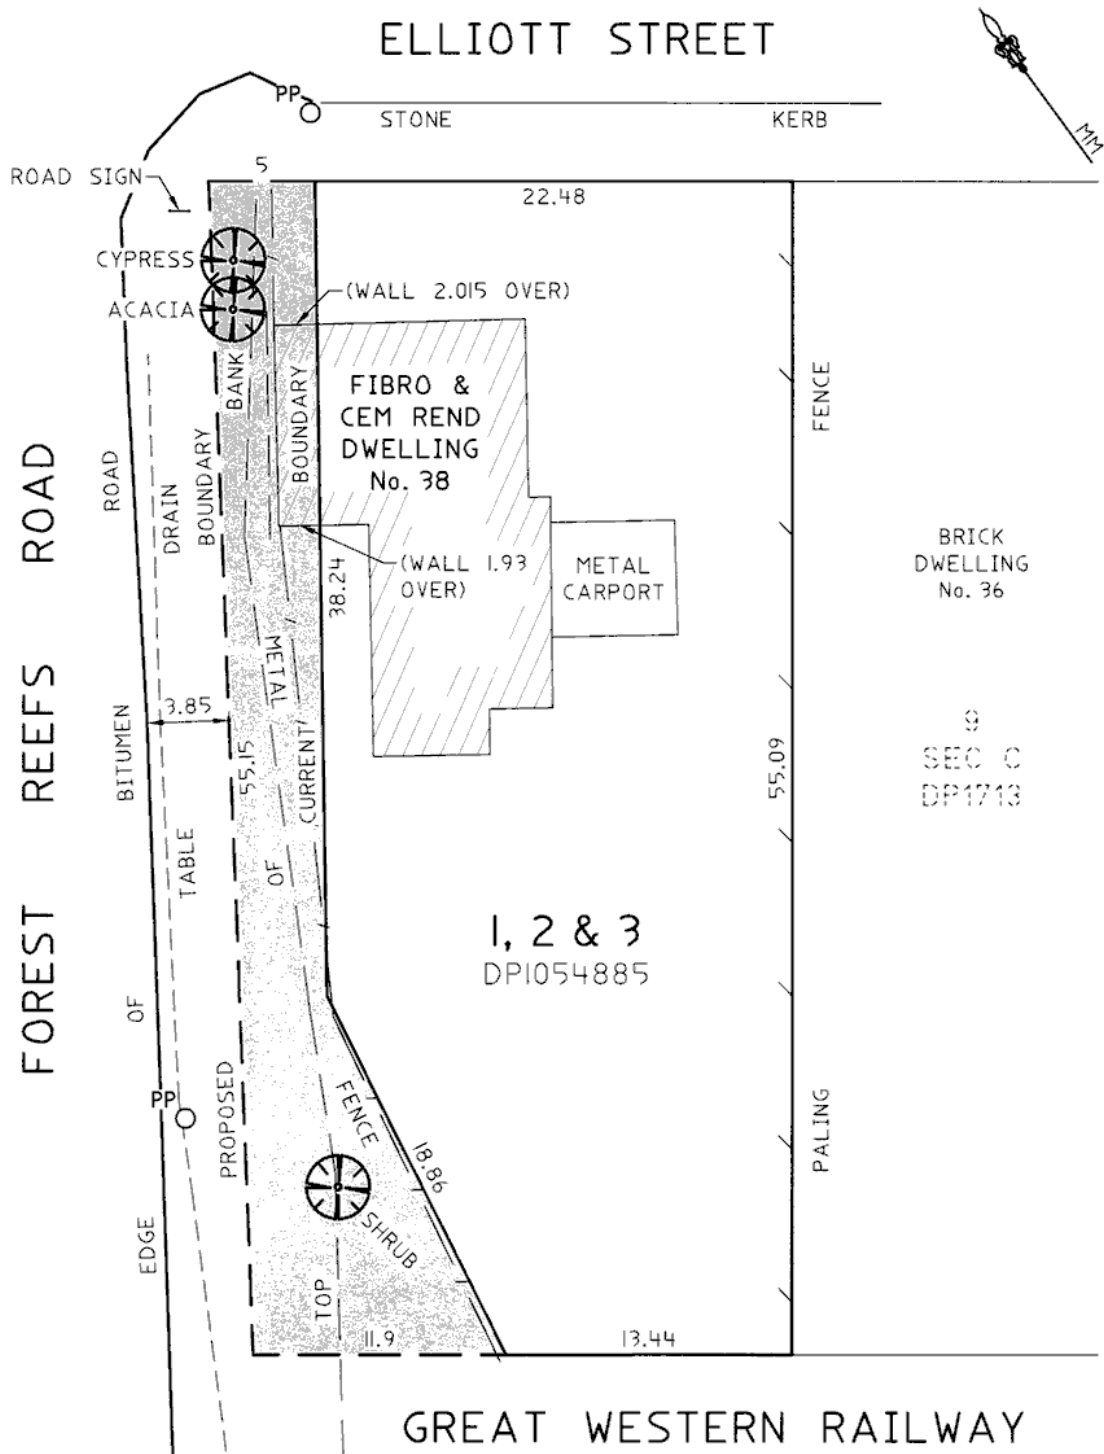 ELLIOTT STREET
PP
STONE KERB
MM
ROAD SIGN
5
22.48
CYPRESS
(WALL 2.015 OVER)
ACACIA
BANK
BOUNDARY
FIBRO &
CEM REND
DWELLING
No. 38
FENCE
ROAD
DRAIN
BOUNDARY
(WALL 1.93
OVER)
38.24
METAL
CARPORT
BRICK
DWELLING
No. 36
METAL
3.85
BITUMEN
55.15
CURRENT
55.09
9
SEC C
DP1713
FOREST REEFS ROAD
TABLE
OF
1, 2 & 3
DP1054885
OF
PP
PROPOSED
FENCE
18.86
PALING
SHRUB
EDGE
TOP
11.9
13.44
GREAT WESTERN RAILWAY